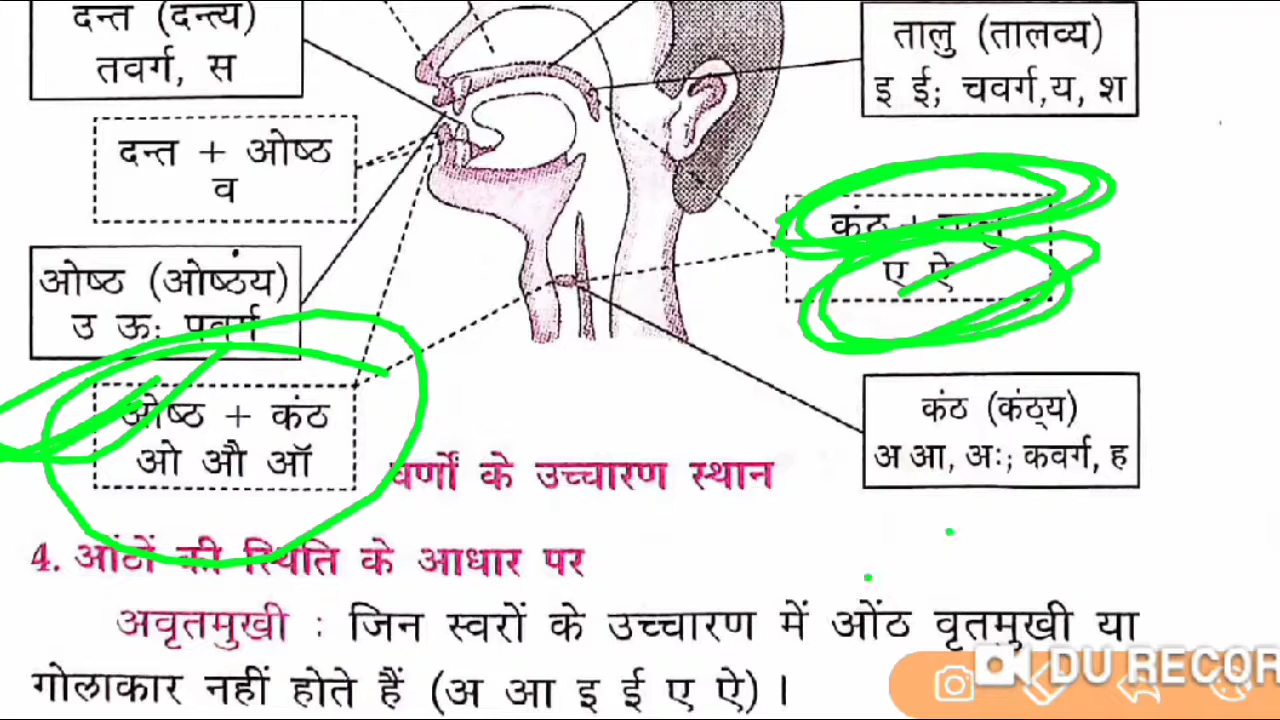 दन्त (दन्त्य)
तवर्ग, स
तालु (तालव्य)
इ ई; चवर्ग,य, श
दन्त + ओष्ठ
व
कंठ + तालु
ए ऐ
ओष्ठ (ओष्ठ्ंय)
उ ऊः पवर्ग
ओष्ठ + कंठ
ओ औ ऑ
कंठ (कंठ्य)
अ आ, अः; कवर्ग, ह
वर्णों के उच्चारण स्थान
4. ओंठों की स्थिति के आधार पर
अवृतमुखी : जिन स्वरों के उच्चारण में ओंठ वृतमुखी या
गोलाकार नहीं होते हैं (अ आ इ ई ए ऐ) ।
DU RECOR